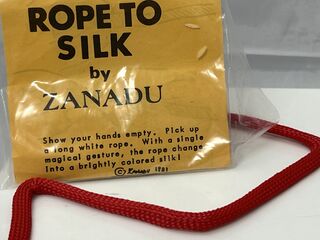 ROPE TO
SILK
by
ZANADU
Show your hands empty. Pick up
a long white rope. With a single
magical gesture, the rope change
into a brightly colored silk!
© ZANADU 1981